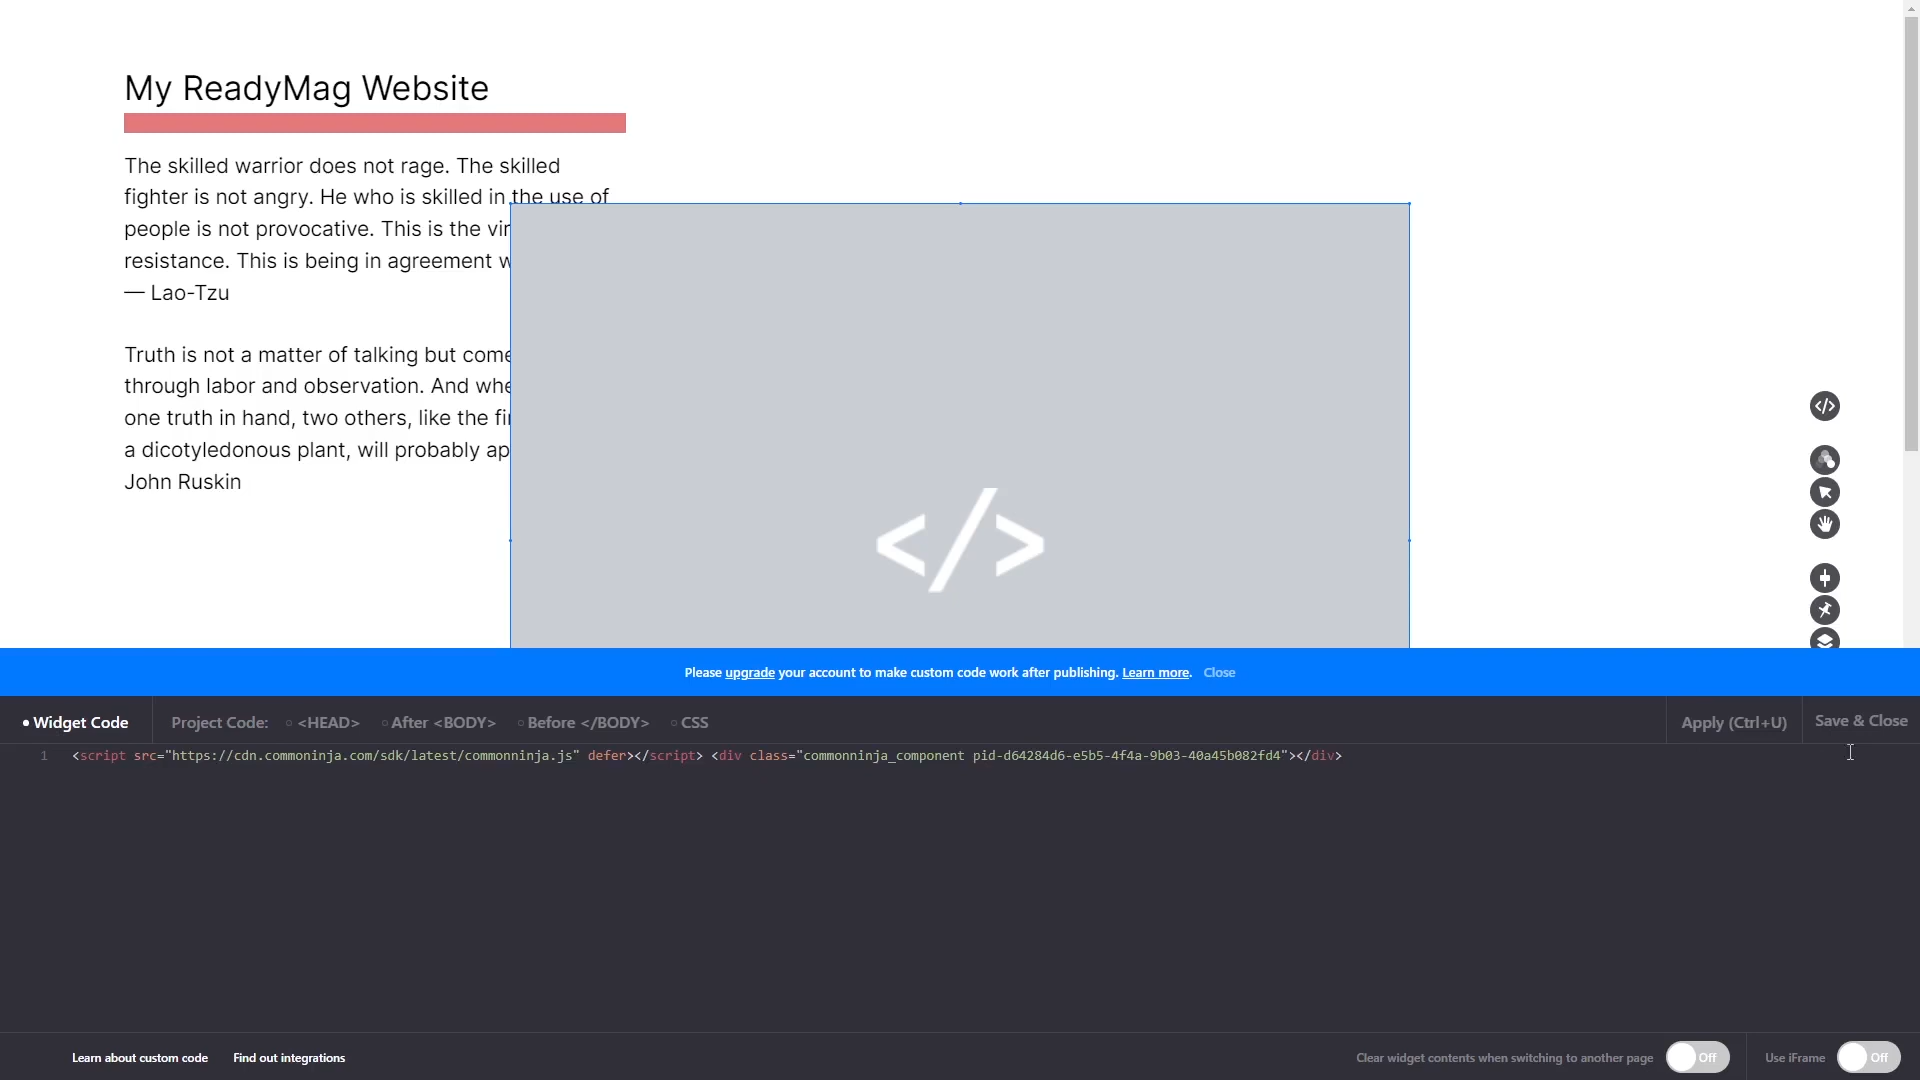 My ReadyMag Website
The skilled warrior does not rage. The skilled
fighter is not angry. He who is skilled in the use of
people is not provocative. This is the vir
resistance. This is being in agreement w
— Lao-Tzu
Truth is not a matter of talking but come
through labor and observation. And whe
one truth in hand, two others, like the fi
a dicotyledonous plant, will probably ap
John Ruskin
</>
</>
Please upgrade your account to make custom code work after publishing. Learn more. Close
Widget Code Project Code: <HEAD> After <BODY> Before </BODY> CSS Apply (Ctrl+U) Save & Close
1 <script src="https://cdn.commoninja.com/sdk/latest/commonninja.js" defer></script> <div class="commonninja_component pid-d64284d6-e5b5-4f4a-9b03-40a45b082fd4"></div>
Learn about custom code Find out integrations Clear widget contents when switching to another page Off Use iFrame Off